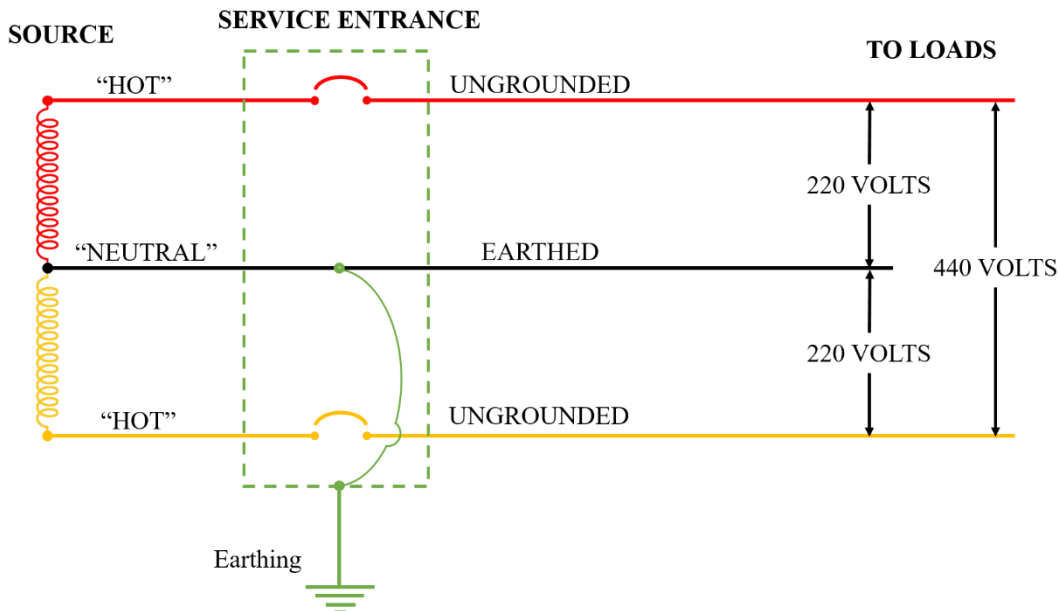 SERVICE ENTRANCE
SOURCE
TO LOADS
“HOT”
UNGROUNDED
220 VOLTS
“NEUTRAL”
EARTHED
440 VOLTS
220 VOLTS
“HOT”
UNGROUNDED
Earthing